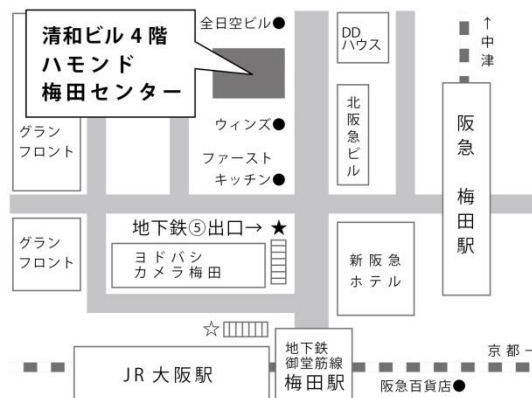 清和ビル4階
ハモンド
梅田センター
全日空ビル●
DD
ハウス
↑中津
グラン
フロント
ウィンズ●
北阪急ビル
阪急 梅田駅
ファースト
キッチン●
地下鉄⑤出口→ ★
グラン
フロント
ヨドバシ
カメラ梅田
新阪急
ホテル
☆
地下鉄
御堂筋線
梅田駅
JR大阪駅
京都→
阪急百貨店●